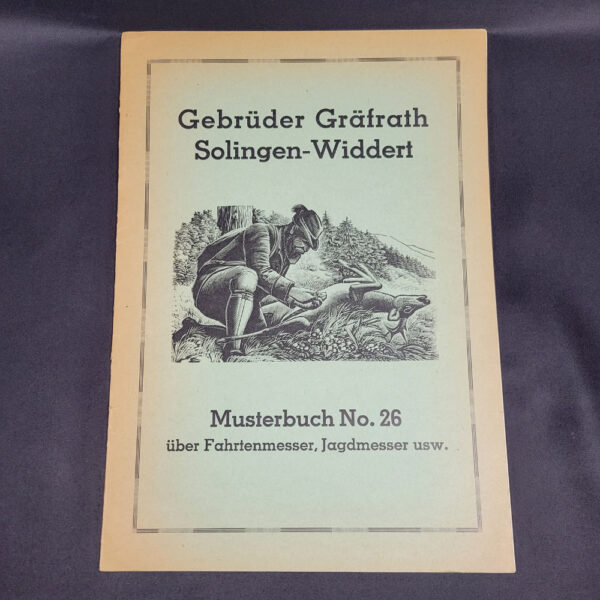 Gebrüder Gräfrath
Solingen-Widdert
Musterbuch No. 26
über Fahrtenmesser, Jagdmesser usw.